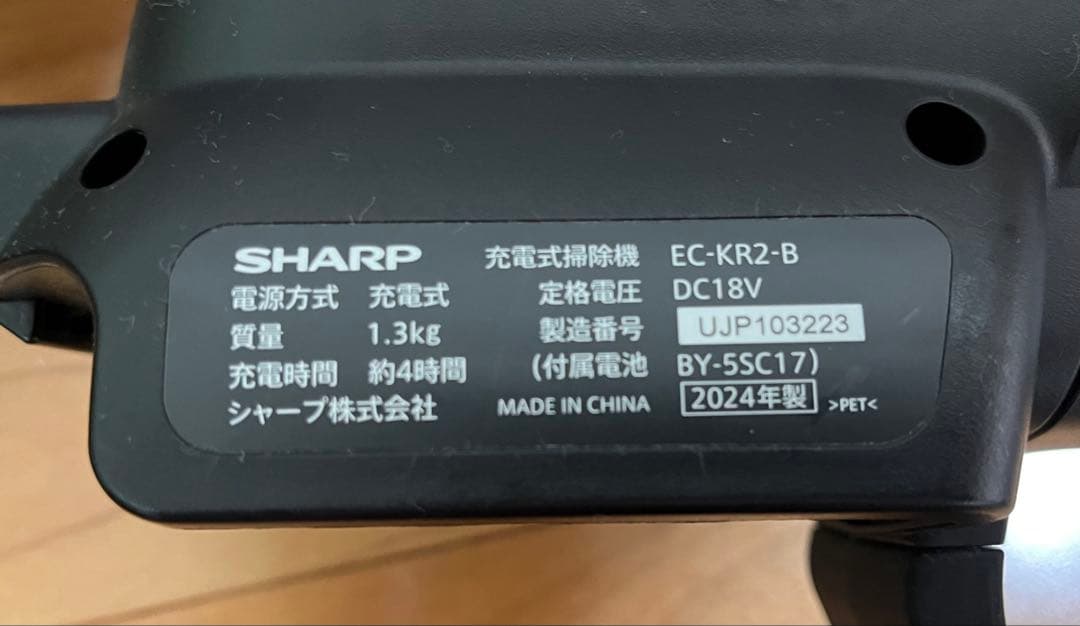 SHARP 充電式掃除機 EC-KR2-B
電源方式 充電式 定格電圧 DC18V
質量 1.3kg 製造番号 UJP103223
充電時間 約4時間 (付属電池 BY-5SC17)
シャープ株式会社 MADE IN CHINA 2024年製 >PET<